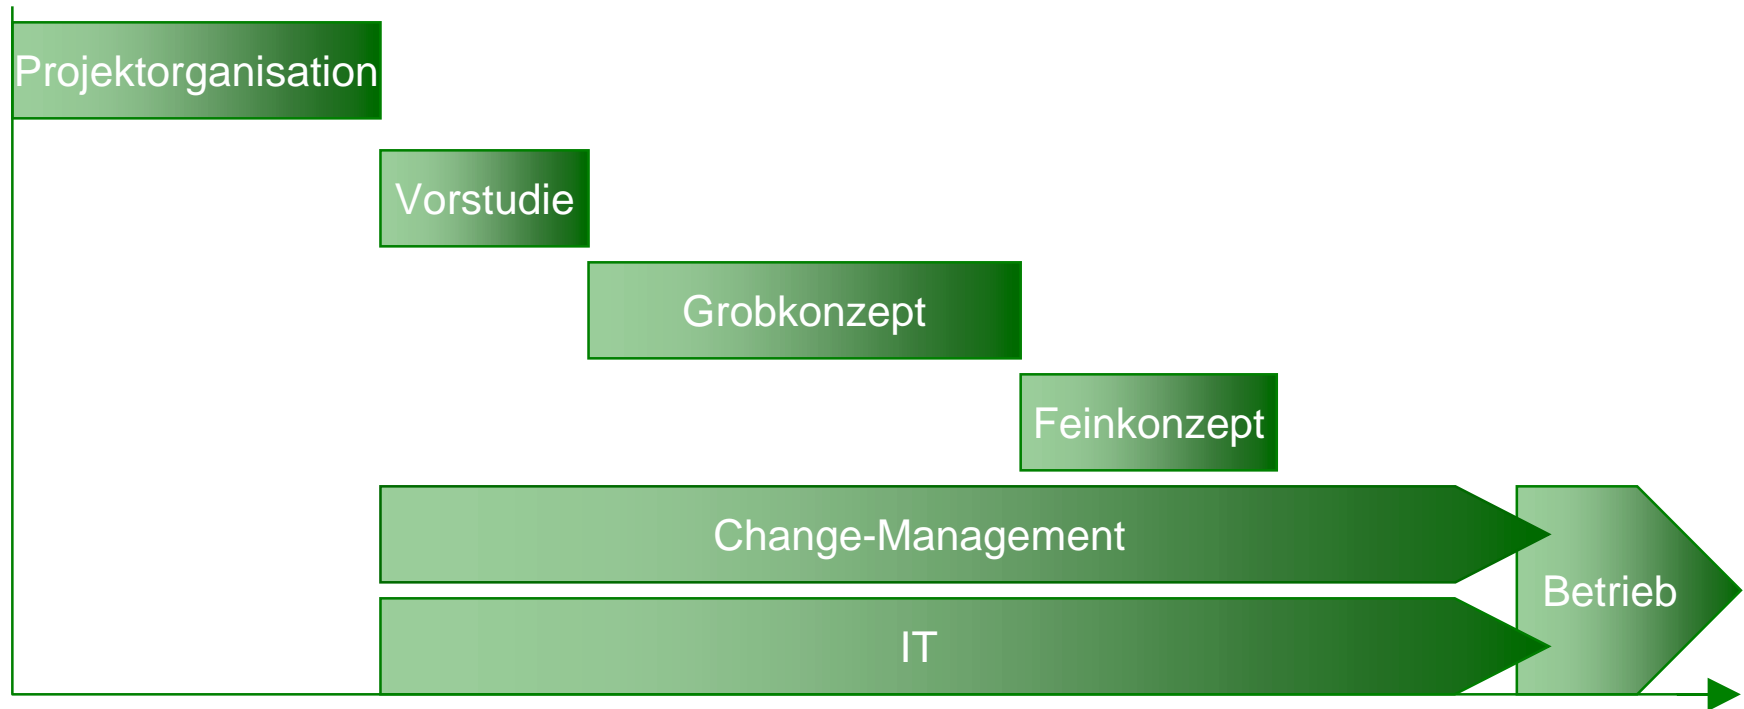 Projektorganisation
Vorstudie
Grobkonzept
Feinkonzept
Change-Management
Betrieb
IT